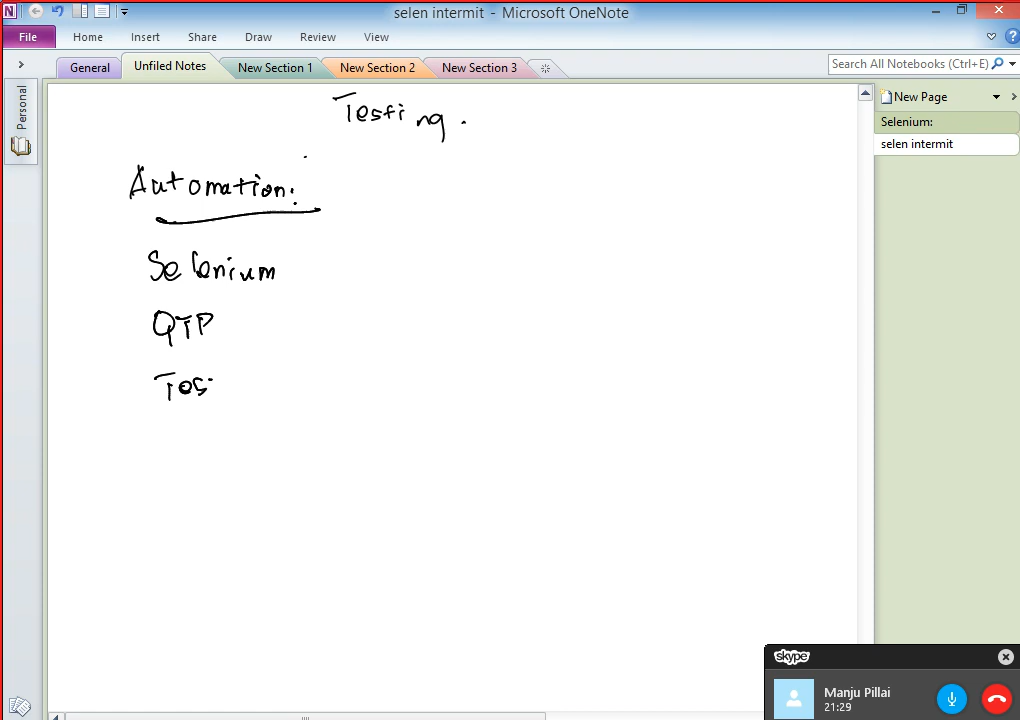 selen intermit - Microsoft OneNote
File Home Insert Share Draw Review View
General Unfiled Notes New Section 1 New Section 2 New Section 3 Search All Notebooks (Ctrl+E)
Personal
New Page
Selenium:
selen intermit
Testing.
Automation:
Selenium
QTP
Tes
skype
Manju Pillai
21:29